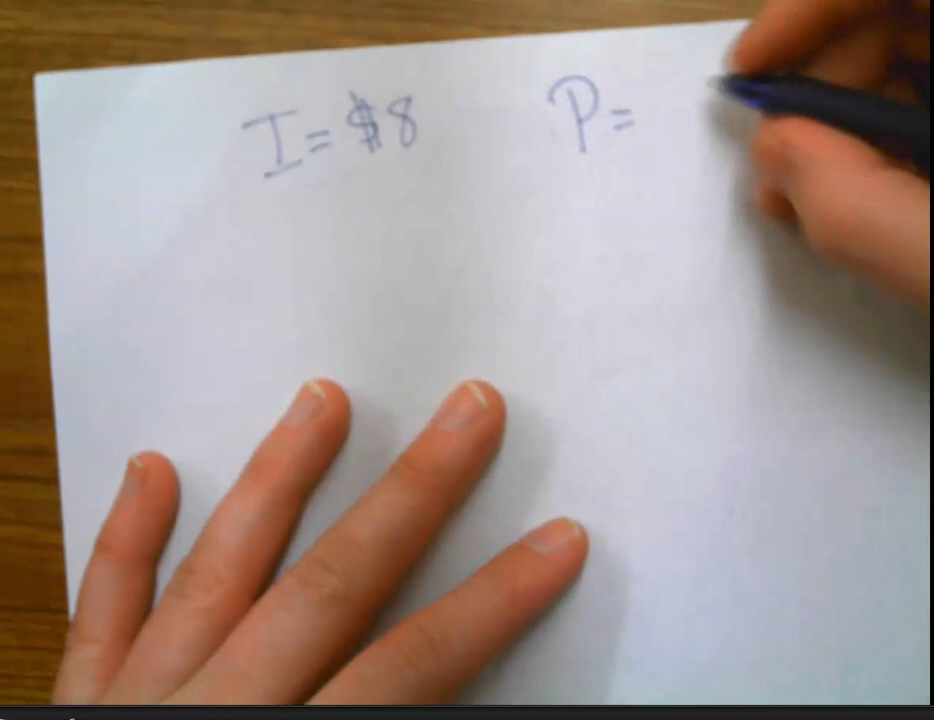 I = $8 P =